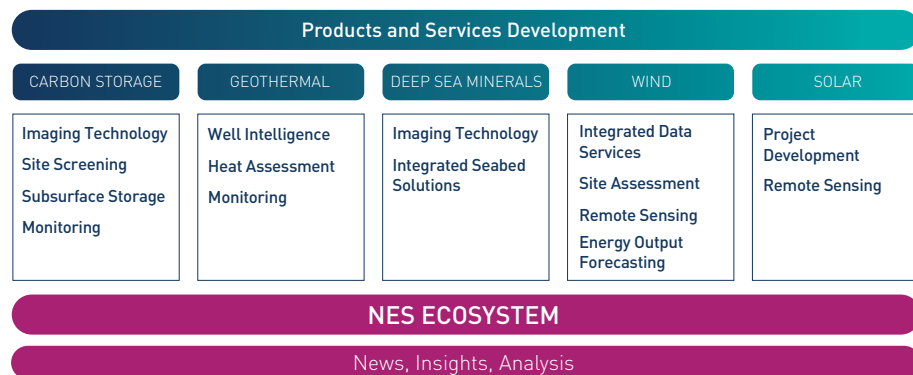 Products and Services Development
CARBON STORAGE
GEOTHERMAL
DEEP SEA MINERALS
WIND
SOLAR
Imaging Technology
Site Screening
Subsurface Storage
Monitoring
Well Intelligence
Heat Assessment
Monitoring
Imaging Technology
Integrated Seabed
Solutions
Integrated Data
Services
Site Assessment
Remote Sensing
Energy Output
Forecasting
Project
Development
Remote Sensing
NES ECOSYSTEM
News, Insights, Analysis